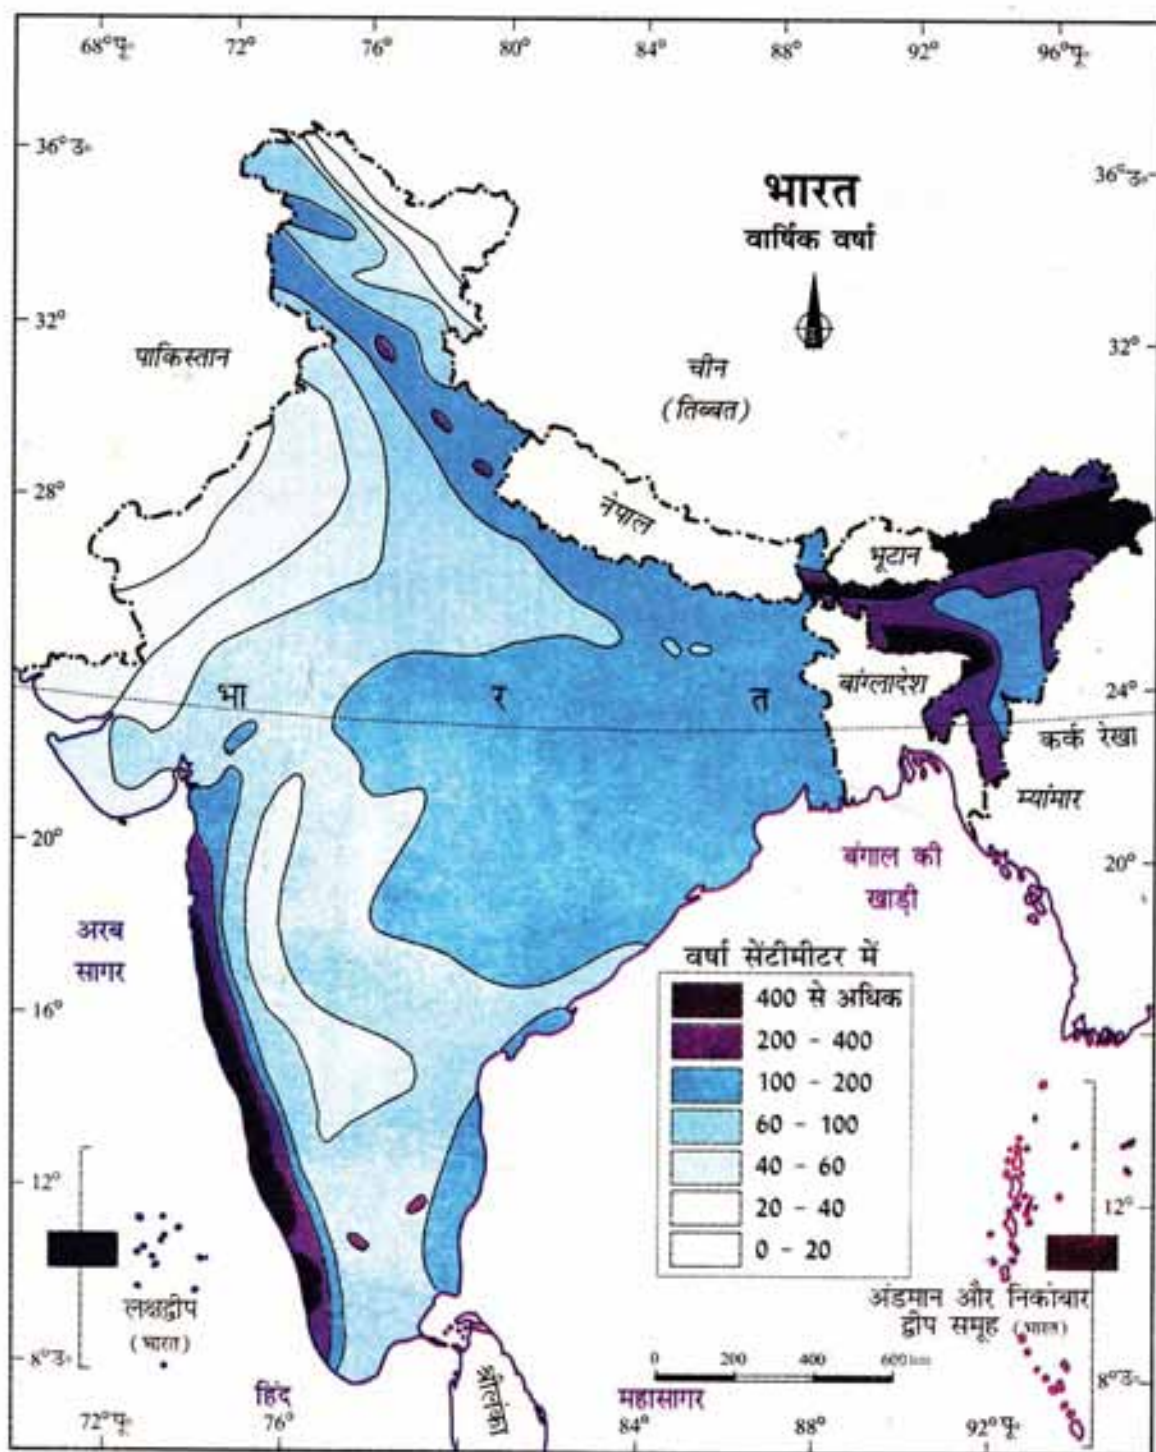 68°पू॰ 72° 76° 80° 84° 88° 92° 96°पू॰
36°उ॰
36°उ॰
भारत
वार्षिक वर्षा
32°
32°
पाकिस्तान
चीन
(तिब्बत)
28°
28°
नेपाल
भूटान
भा र त
बांग्लादेश
24°
कर्क रेखा
म्यांमार
20°
20°
बंगाल की
खाड़ी
अरब
सागर
वर्षा सेंटीमीटर में
400 से अधिक
200 - 400
100 - 200
60 - 100
40 - 60
20 - 40
0 - 20
16°
12°
12°
लक्षद्वीप
(भारत)
अंडमान और निकोबार
द्वीप समूह (भारत)
0 200 400 600 km
8°उ॰
8°उ॰
हिंद
श्रीलंका
महासागर
72°पू॰ 76° 84° 88° 92°पू॰